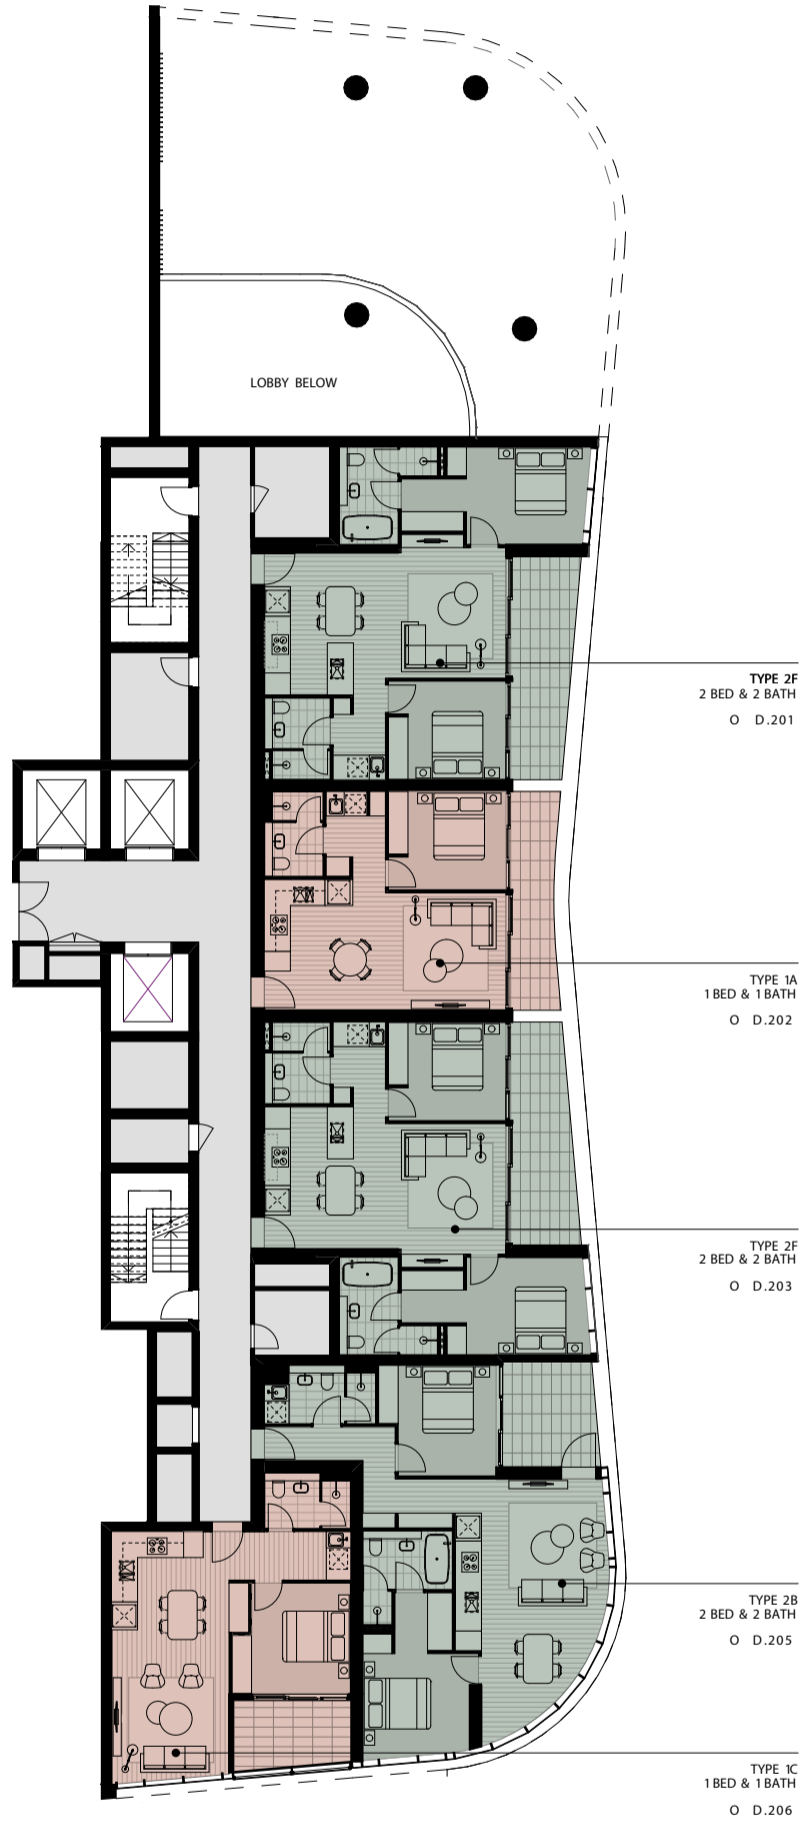 LOBBY BELOW
TYPE 2F
2 BED & 2 BATH
O D.201
TYPE 1A
1 BED & 1 BATH
O D.202
TYPE 2F
2 BED & 2 BATH
O D.203
TYPE 2B
2 BED & 2 BATH
O D.205
TYPE 1C
1 BED & 1 BATH
O D.206